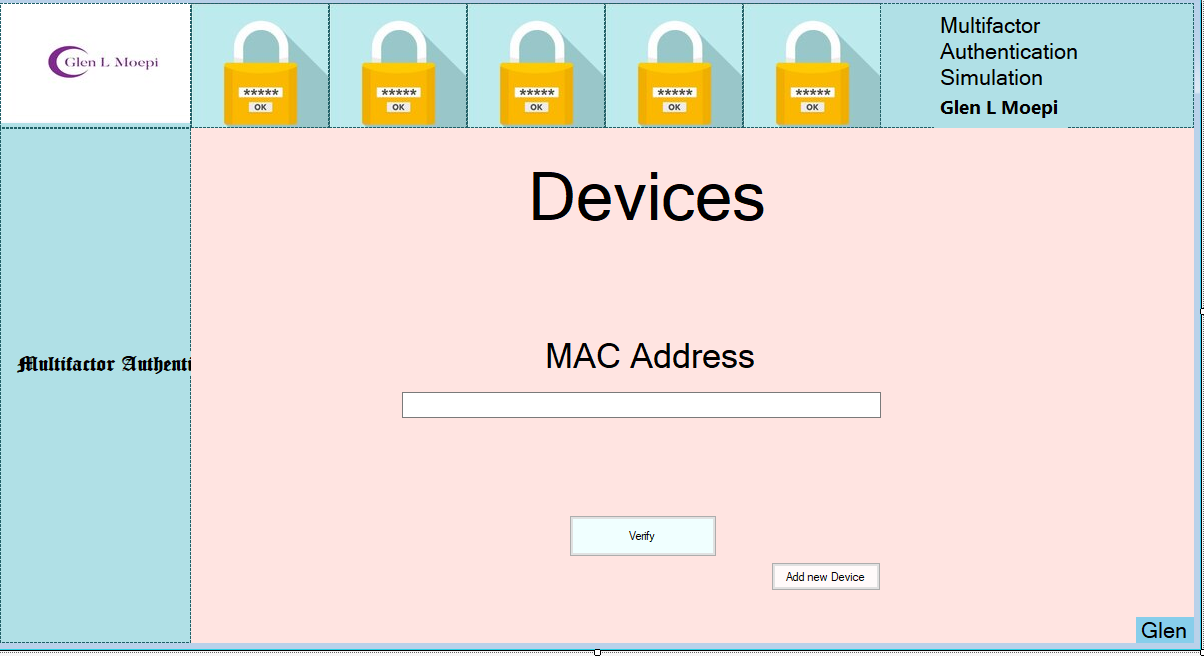 Glen L Moepi
***** ***** ***** ***** *****
OK OK OK OK OK
Multifactor
Authentication
Simulation
Glen L Moepi
Devices
MAC Address
Multifactor Authenti
Verify
Add new Device
Glen